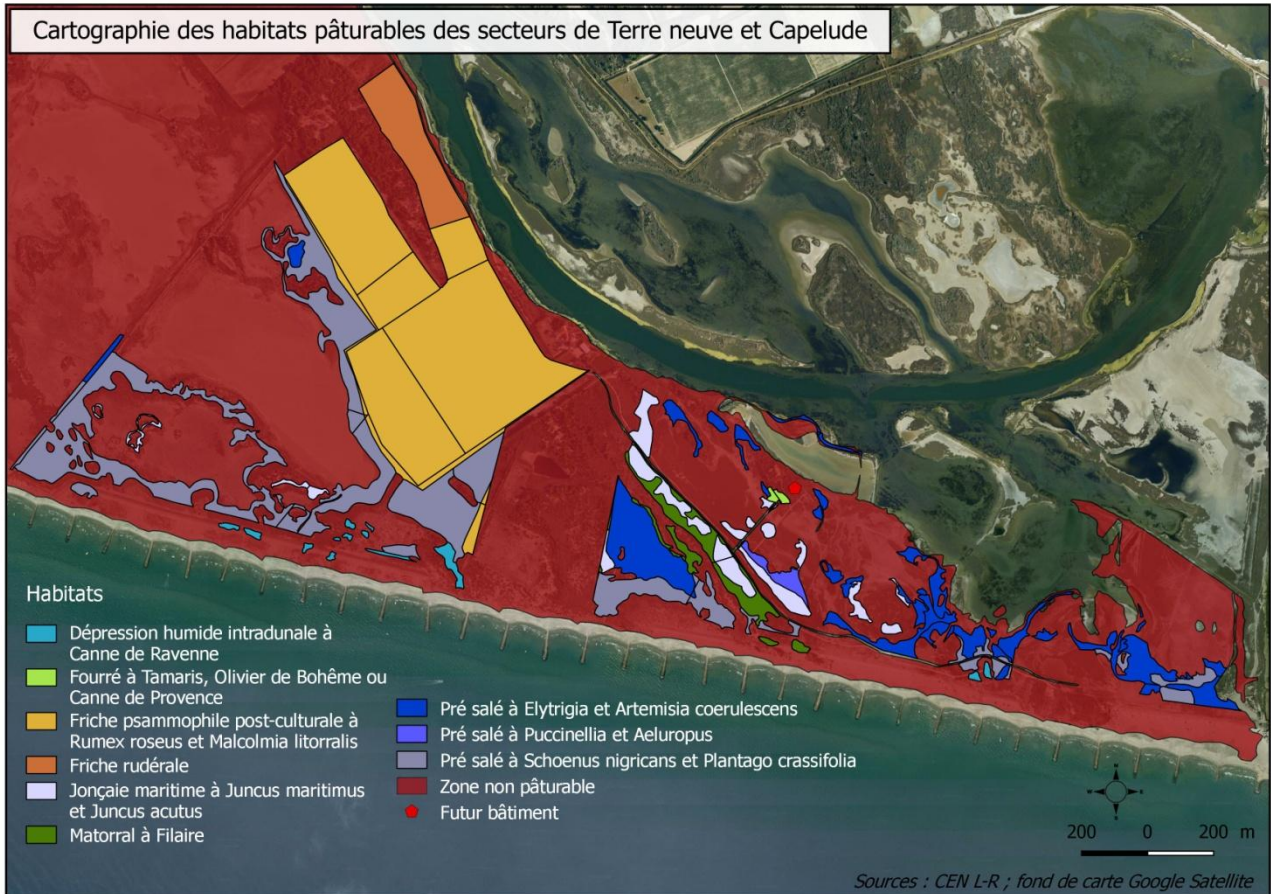 Cartographie des habitats pâturables des secteurs de Terre neuve et Capelude
Habitats
Dépression humide intradunale à
Canne de Ravenne
Fourré à Tamaris, Olivier de Bohême ou
Canne de Provence
Friche psammophile post-culturale à
Rumex roseus et Malcolmia litorralis
Friche rudérale
Jonçaie maritime à Juncus maritimus
et Juncus acutus
Matorral à Filaire
Pré salé à Elytrigia et Artemisia coerulescens
Pré salé à Puccinellia et Aeluropus
Pré salé à Schoenus nigricans et Plantago crassifolia
Zone non pâturable
Futur bâtiment
200 0 200 m
Sources : CEN L-R ; fond de carte Google Satellite